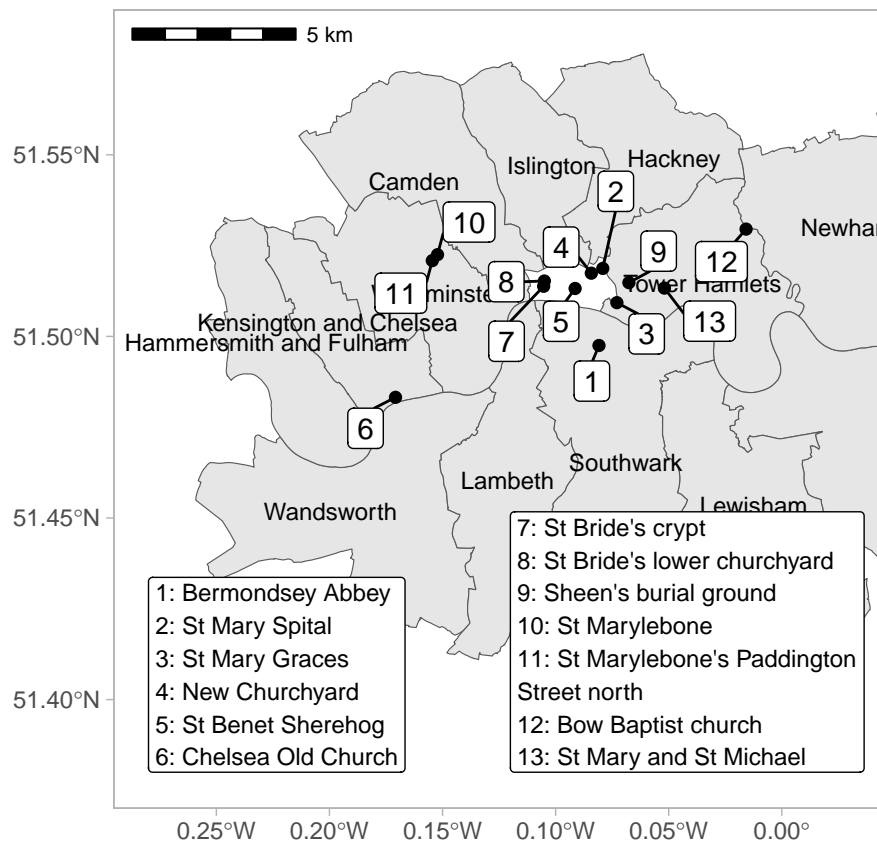 5 km
51.55°N
51.50°N
51.45°N
51.40°N
Hackney
Islington
Camden
2
10
Newha
4
9
12
11
8
minste
Tower Hamlets
Kensington and Chelsea
Hammersmith and Fulham
7
5
3
13
1
6
Southwark
Lambeth
Wandsworth
Lewisham
1: Bermondsey Abbey
2: St Mary Spital
3: St Mary Graces
4: New Churchyard
5: St Benet Sherehog
6: Chelsea Old Church
7: St Bride's crypt
8: St Bride's lower churchyard
9: Sheen's burial ground
10: St Marylebone
11: St Marylebone's Paddington
Street north
12: Bow Baptist church
13: St Mary and St Michael
0.25°W
0.20°W
0.15°W
0.10°W
0.05°W
0.00°